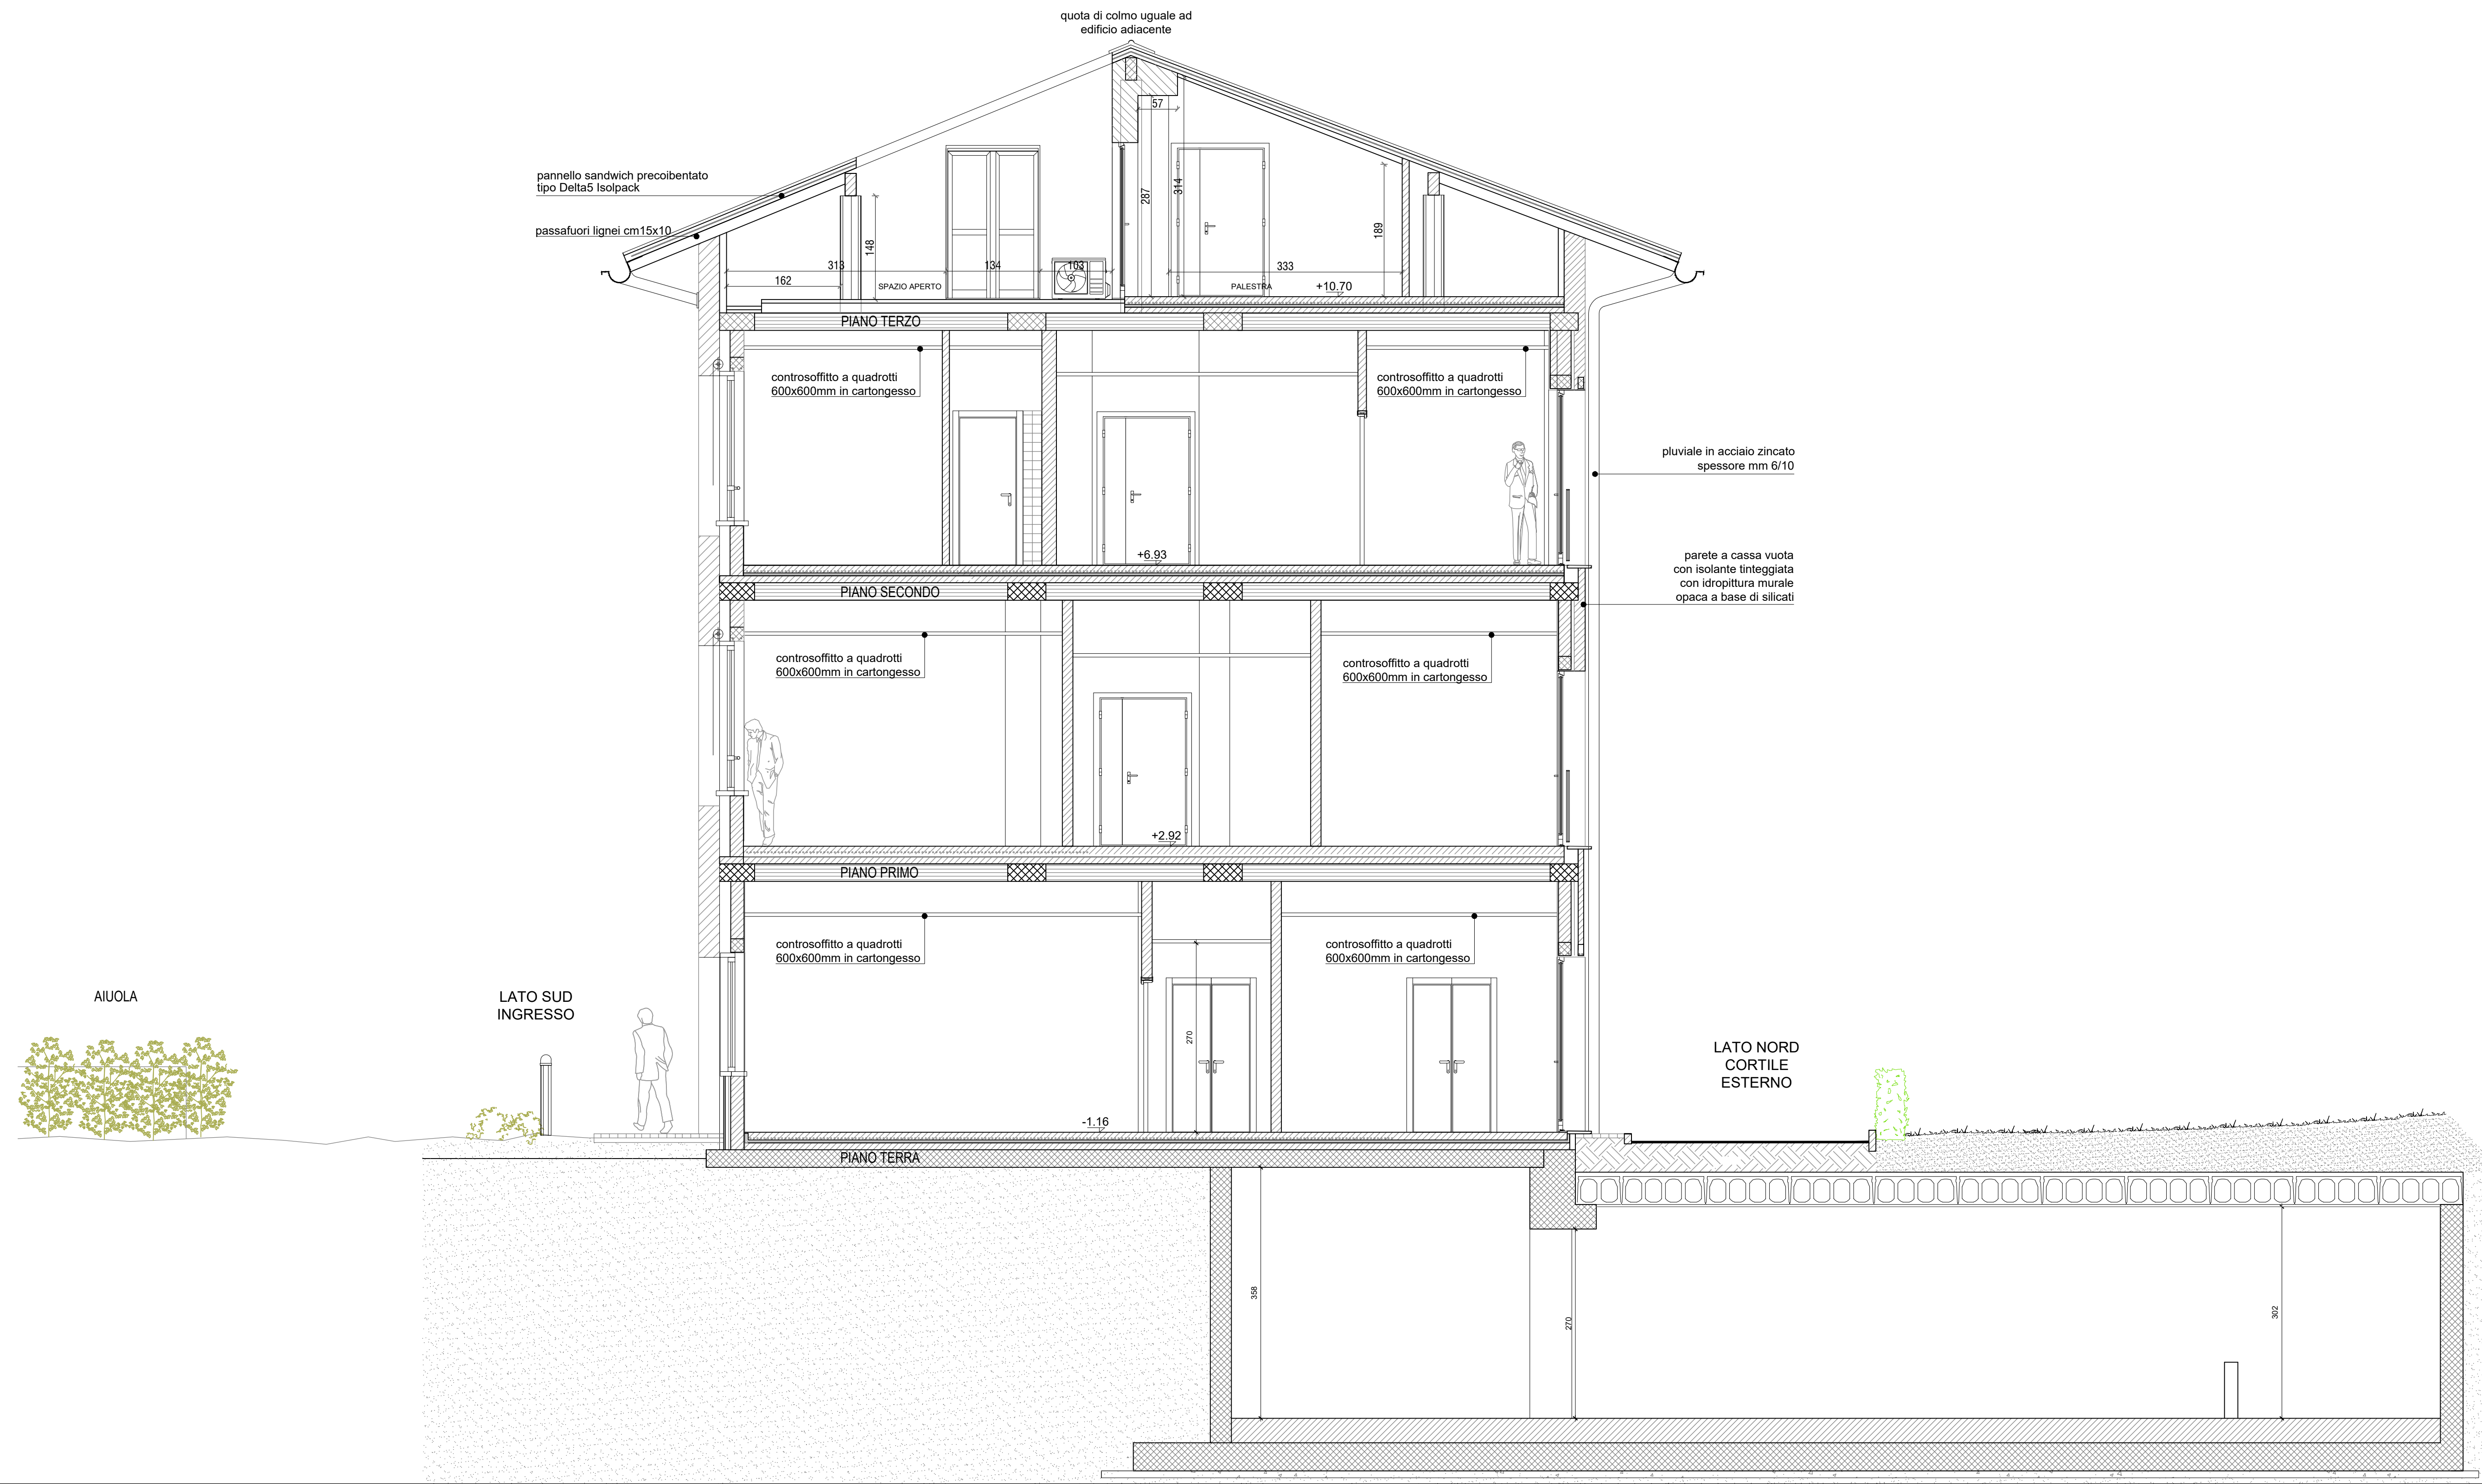 quota di colmo uguale ad
edificio adiacente
57
pannello sandwich precoibentato
tipo Delta5 Isolpack
passafuori lignei cm15x10
287
314
189
148
313
134
103
333
162
SPAZIO APERTO
PALESTRA
+10.70
PIANO TERZO
controsoffitto a quadrotti
600x600mm in cartongesso
controsoffitto a quadrotti
600x600mm in cartongesso
pluviale in acciaio zincato
spessore mm 6/10
+6.93
parete a cassa vuota
con isolante tinteggiata
con idropittura murale
opaca a base di silicati
PIANO SECONDO
controsoffitto a quadrotti
600x600mm in cartongesso
controsoffitto a quadrotti
600x600mm in cartongesso
+2.92
PIANO PRIMO
controsoffitto a quadrotti
600x600mm in cartongesso
controsoffitto a quadrotti
600x600mm in cartongesso
AIUOLA
LATO SUD
INGRESSO
270
LATO NORD
CORTILE
ESTERNO
-1.16
PIANO TERRA
358
270
302